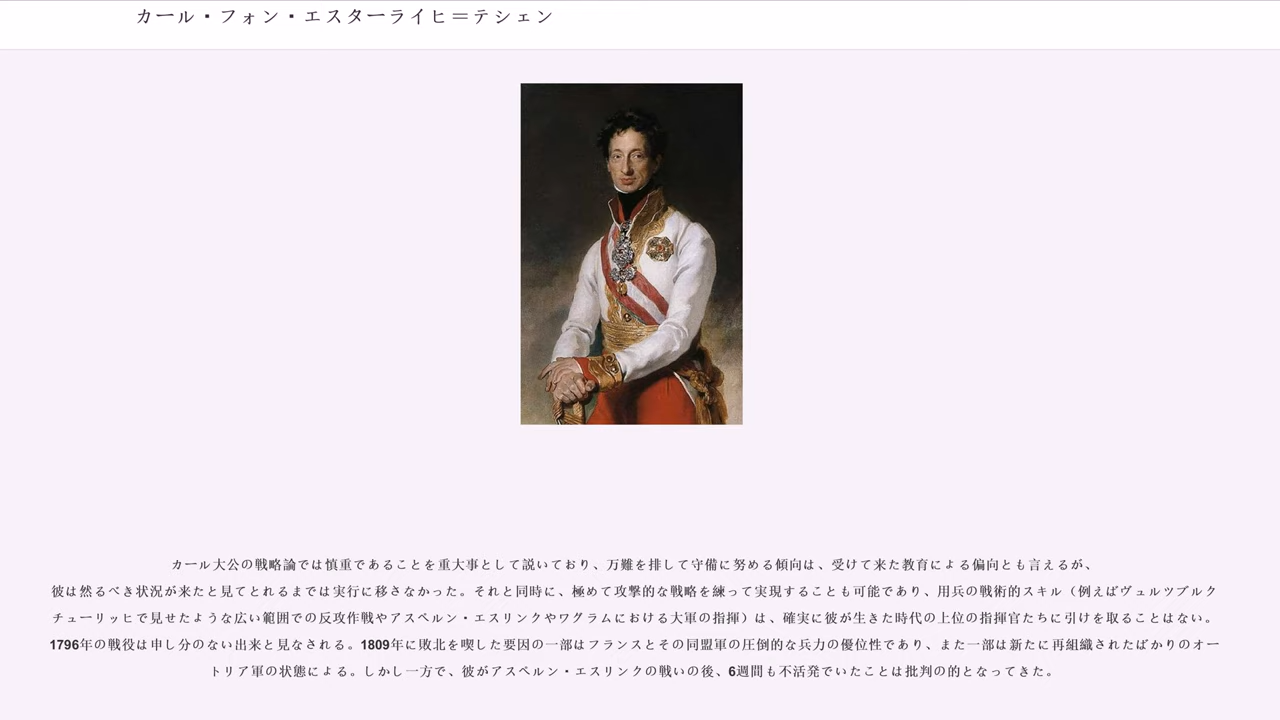 カール・フォン・エスターライヒ＝テシェン
カール大公の戦略論では慎重であることを重大事として説いており、万難を排して守備に努める傾向は、受けて来た教育による偏向とも言えるが、
彼は然るべき状況が来たと見てとれるまでは実行に移さなかった。それと同時に、極めて攻撃的な戦略を練って実現することも可能であり、用兵の戦術的スキル（例えばヴュルツブルク
チューリッヒで見せたような広い範囲での反攻作戦やアスペルン・エスリンクやワグラムにおける大軍の指揮）は、確実に彼が生きた時代の上位の指揮官たちに引けを取ることはない。
1796年の戦役は申し分のない出来と見なされる。1809年に敗北を喫した要因の一部はフランスとその同盟軍の圧倒的な兵力の優位性であり、また一部は新たに再組織されたばかりのオー
トリア軍の状態による。しかし一方で、彼がアスペルン・エスリンクの戦いの後、6週間も不活発でいたことは批判の的となってきた。